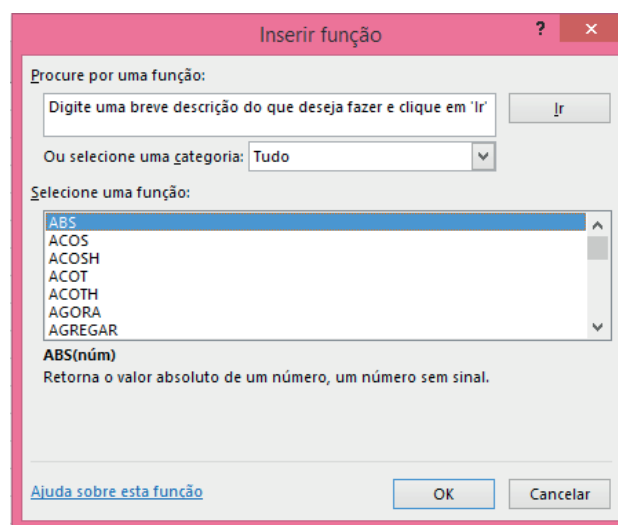 Inserir função
?
×
Procure por uma função:
Digite uma breve descrição do que deseja fazer e clique em 'Ir'
Ir
Ou selecione uma categoria: Tudo
Selecione uma função:
ABS
ACOS
ACOSH
ACOT
ACOTH
AGORA
AGREGAR
ABS(núm)
Retorna o valor absoluto de um número, um número sem sinal.
Ajuda sobre esta função
OK
Cancelar